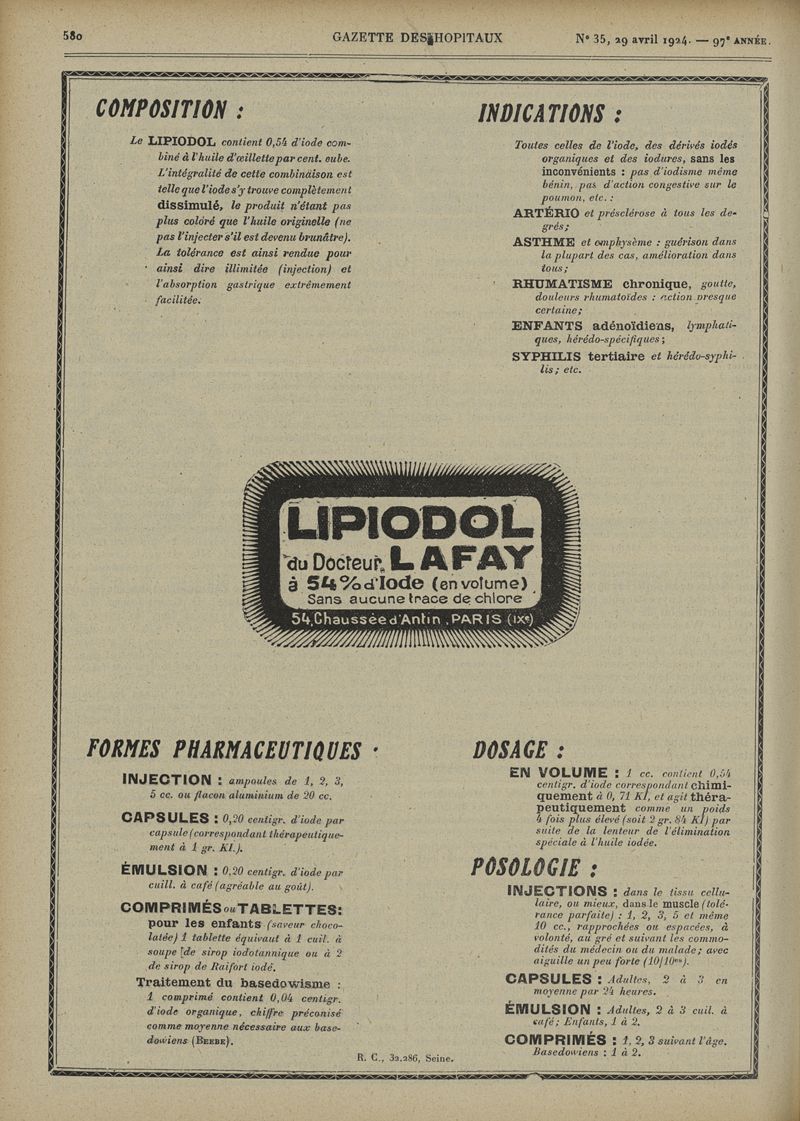 580
GAZETTE DES HOPITAUX
N° 35, 29 avril 1924. — 97e ANNÉE.
COMPOSITION :
Le LIPIODOL contient 0,54 d'iode com-
biné à l'huile d'œillette par cent. cube.
L'intégralité de cette combinaison est
telle que l'iode s'y trouve complètement
dissimulé, le produit n'étant pas
plus coloré que l'huile originelle (ne
pas l'injecter s'il est devenu brunâtre).
La tolérance est ainsi rendue pour
ainsi dire illimitée (injection) et
l'absorption gastrique extrêmement
facilitée.
INDICATIONS :
Toutes celles de l'iode, des dérivés iodés
organiques et des iodures, sans les
inconvénients : pas d'iodisme même
bénin, pas d'action congestive sur le
poumon, etc. :
ARTÉRIO et présclérose à tous les de-
grés;
ASTHME et emphysème : guérison dans
la plupart des cas, amélioration dans
tous;
RHUMATISME chronique, goutte,
douleurs rhumatoïdes : action presque
certaine;
ENFANTS adénoïdiens, lymphati-
ques, hérédo-spécifiques;
SYPHILIS tertiaire et hérédo-syphi-
lis; etc.
LIPIODOL
du Docteur LAFAY
à 54% d'Iode (en volume)
Sans aucune trace de chlore
54, Chaussée d'Antin, PARIS (IXe)
FORMES PHARMACEUTIQUES ·
INJECTION : ampoules de 1, 2, 3,
5 cc. ou flacon aluminium de 20 cc.
CAPSULES : 0,20 centigr. d'iode par
capsule (correspondant thérapeutique-
ment à 1 gr. KI.).
ÉMULSION : 0,20 centigr. d'iode par
cuill. à café (agréable au goût).
COMPRIMÉS ou TABLETTES:
pour les enfants (saveur choco-
latée) 1 tablette équivaut à 1 cuil. à
soupe [de sirop iodotannique ou à 2
de sirop de Raifort iodé.
Traitement du basedowisme :
1 comprimé contient 0,04 centigr.
d'iode organique, chiffre préconisé
comme moyenne nécessaire aux base-
dowiens (BEEBE).
DOSAGE :
EN VOLUME : 1 cc. contient 0,54
centigr. d'iode correspondant chimi-
quement à 0, 71 KI, et agit théra-
peutiquement comme un poids
4 fois plus élevé (soit 2 gr. 84 KI) par
suite de la lenteur de l'élimination
spéciale à l'huile iodée.
POSOLOGIE :
INJECTIONS : dans le tissu cellu-
laire, ou mieux, dans le muscle (tolé-
rance parfaite) : 1, 2, 3, 5 et même
10 cc., rapprochées ou espacées, à
volonté, au gré et suivant les commo-
dités du médecin ou du malade; avec
aiguille un peu forte (10/10mm).
CAPSULES : Adultes, 2 à 3 en
moyenne par 24 heures.
ÉMULSION : Adultes, 2 à 3 cuil. à
café; Enfants, 1 à 2.
COMPRIMÉS : 1, 2, 3 suivant l'âge.
Basedowiens : 1 à 2.
R. C., 32.286, Seine.